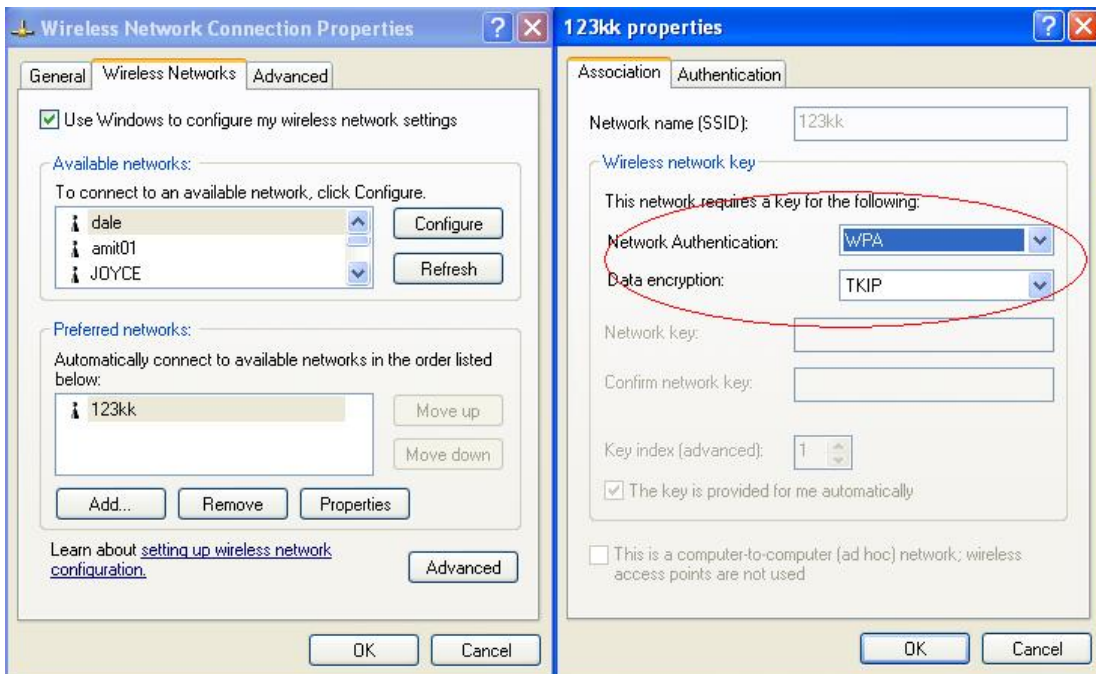 Wireless Network Connection Properties
General
Wireless Networks
Advanced
Use Windows to configure my wireless network settings
Available networks:
To connect to an available network, click Configure.
dale
amit01
JOYCE
Configure
Refresh
Preferred networks:
Automatically connect to available networks in the order listed
below:
123kk
Move up
Move down
Add...
Remove
Properties
Learn about setting up wireless network
configuration.
Advanced
OK
Cancel
123kk properties
Association
Authentication
Network name (SSID):
123kk
Wireless network key
This network requires a key for the following:
Network Authentication:
WPA
Data encryption:
TKIP
Network key:
Confirm network key:
Key index (advanced):
1
The key is provided for me automatically
This is a computer-to-computer (ad hoc) network; wireless
access points are not used
OK
Cancel